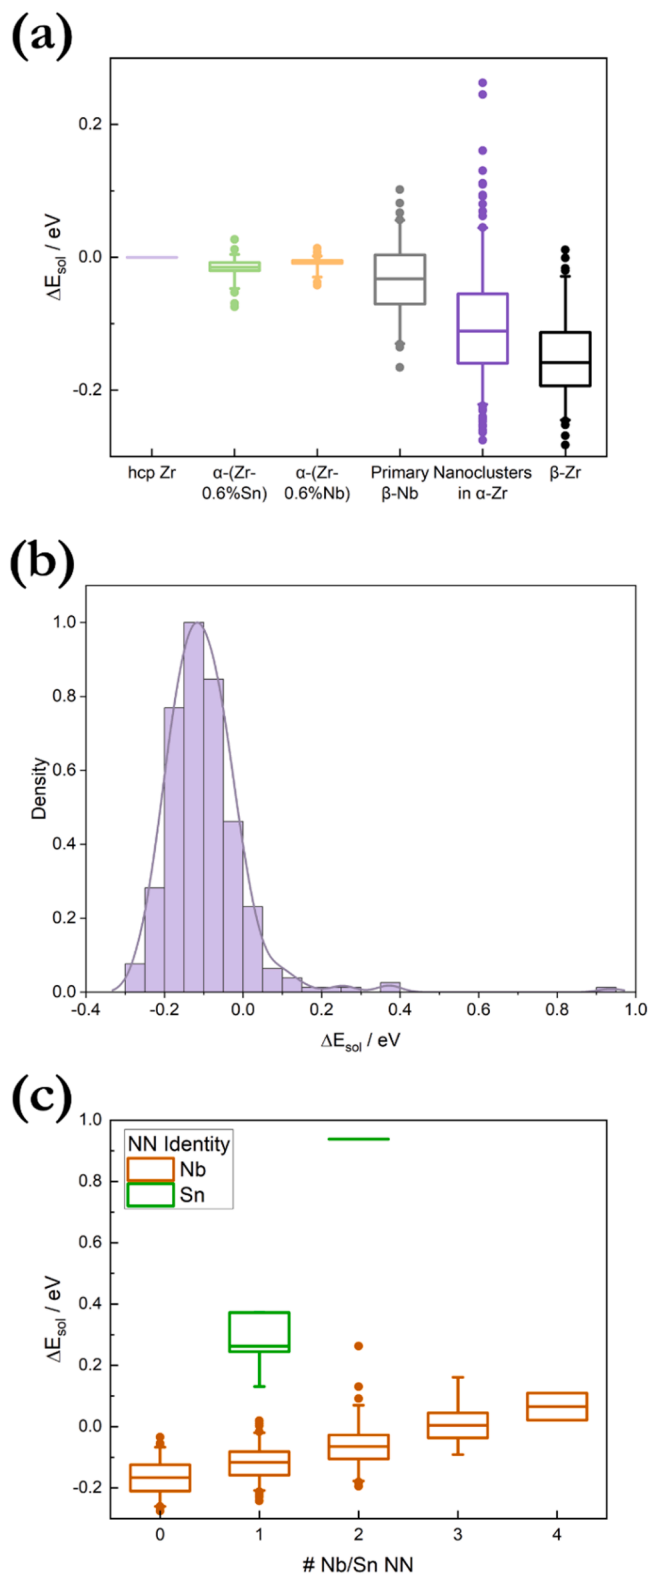 (a)
0.2
0.0
-0.2
ΔEsol / eV
hcp Zr α-(Zr- α-(Zr- Primary Nanoclusters β-Zr
0.6%Sn) 0.6%Nb) β-Nb in α-Zr
(b)
1.0
0.8
0.6
0.4
0.2
0.0
Density
-0.4 -0.2 0.0 0.2 0.4 0.6 0.8 1.0
ΔEsol / eV
(c)
1.0
0.8
0.6
0.4
0.2
0.0
-0.2
ΔEsol / eV
NN Identity
Nb
Sn
0 1 2 3 4
# Nb/Sn NN